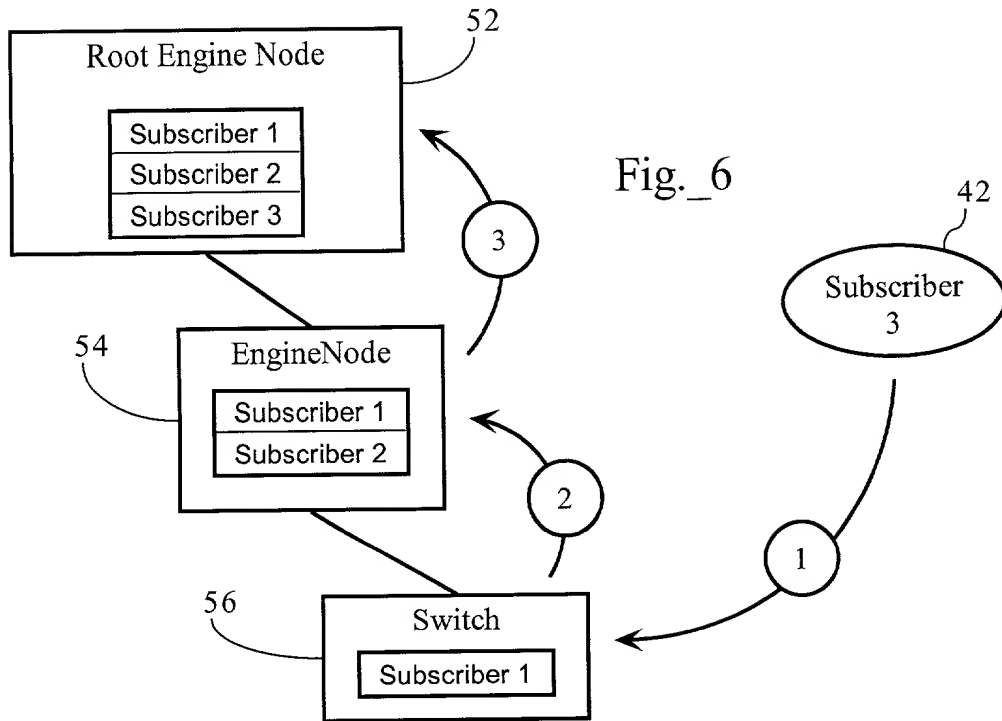 52
Root Engine Node
Subscriber 1
Subscriber 2
Subscriber 3
Fig._6
3
42
Subscriber
3
54
EngineNode
Subscriber 1
Subscriber 2
2
1
56
Switch
Subscriber 1